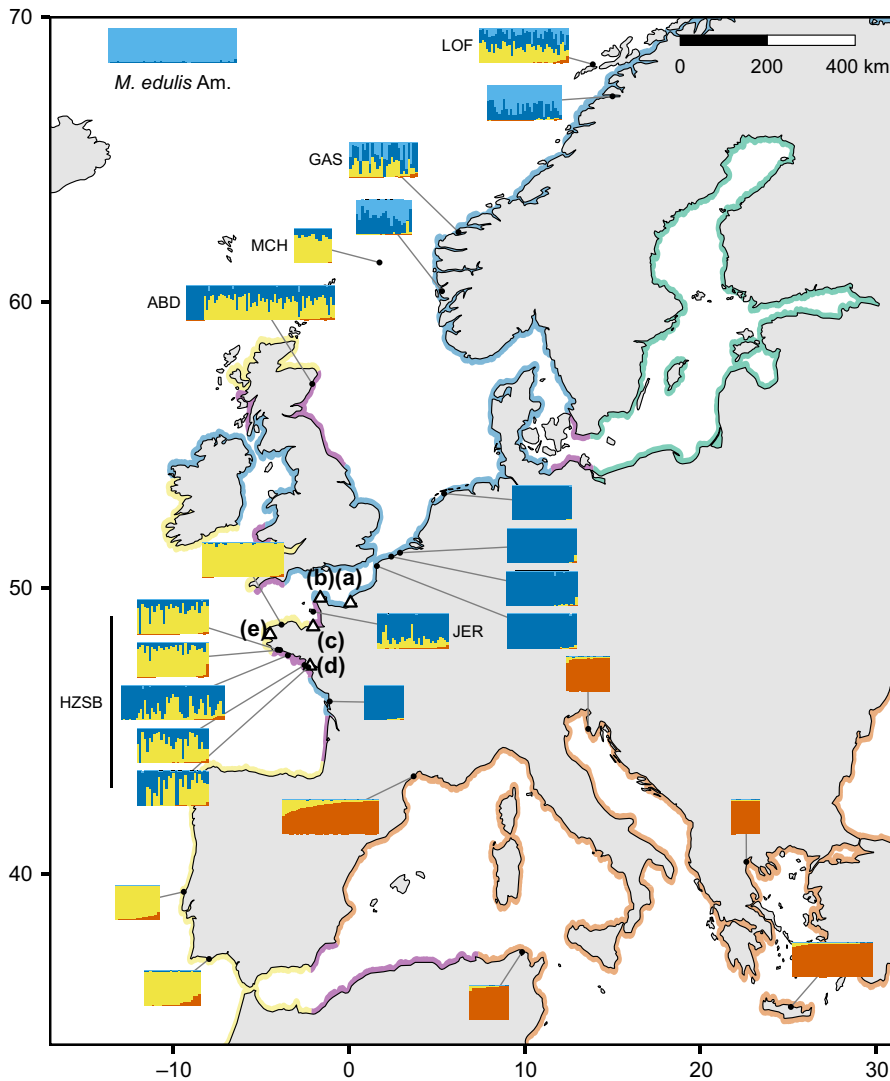 70
60
50
40
−10
0
10
20
30
M. edulis Am.
LOF
0
200
400 km
GAS
MCH
ABD
(b)(a)
(e)
(c)
JER
(d)
HZSB